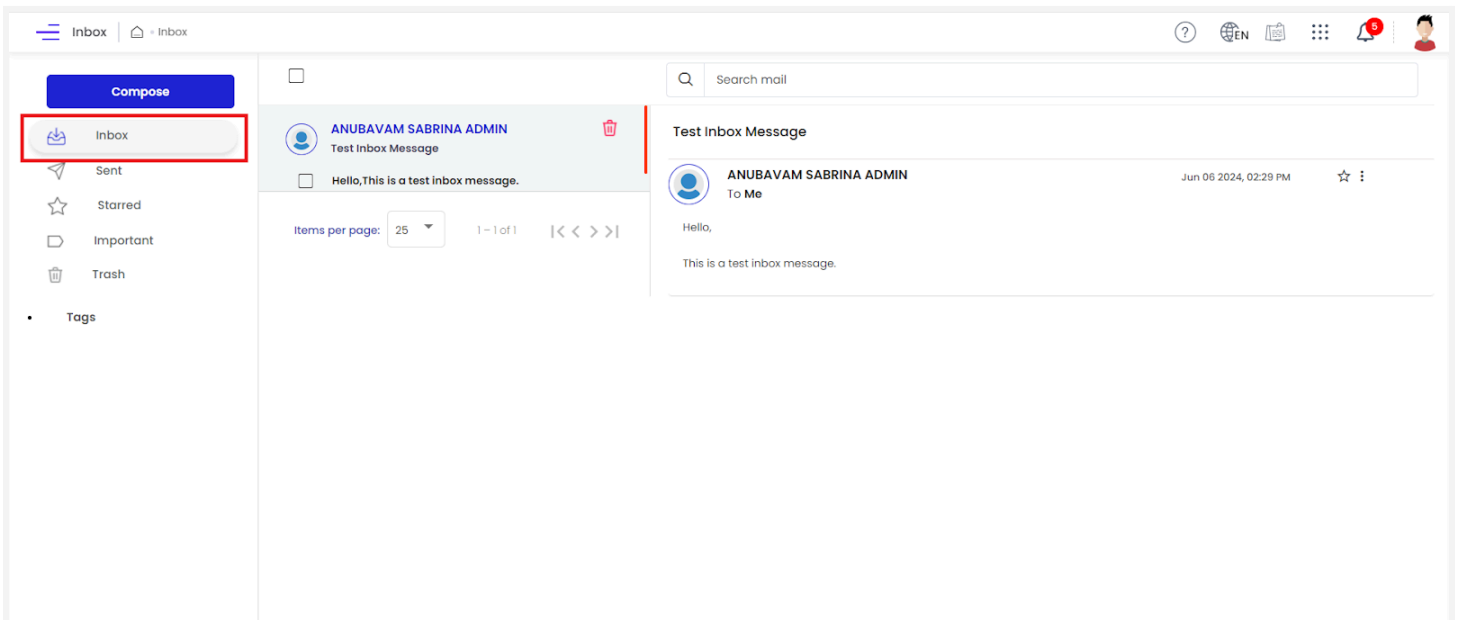 Inbox
Inbox
?
EN
5
Compose
Inbox
Sent
Starred
Important
Trash
Tags
ANUBAVAM SABRINA ADMIN
Test Inbox Message
Hello,This is a test inbox message.
Items per page: 25 1 – 1 of 1
Search mail
Test Inbox Message
ANUBAVAM SABRINA ADMIN Jun 06 2024, 02:29 PM
To Me
Hello,
This is a test inbox message.